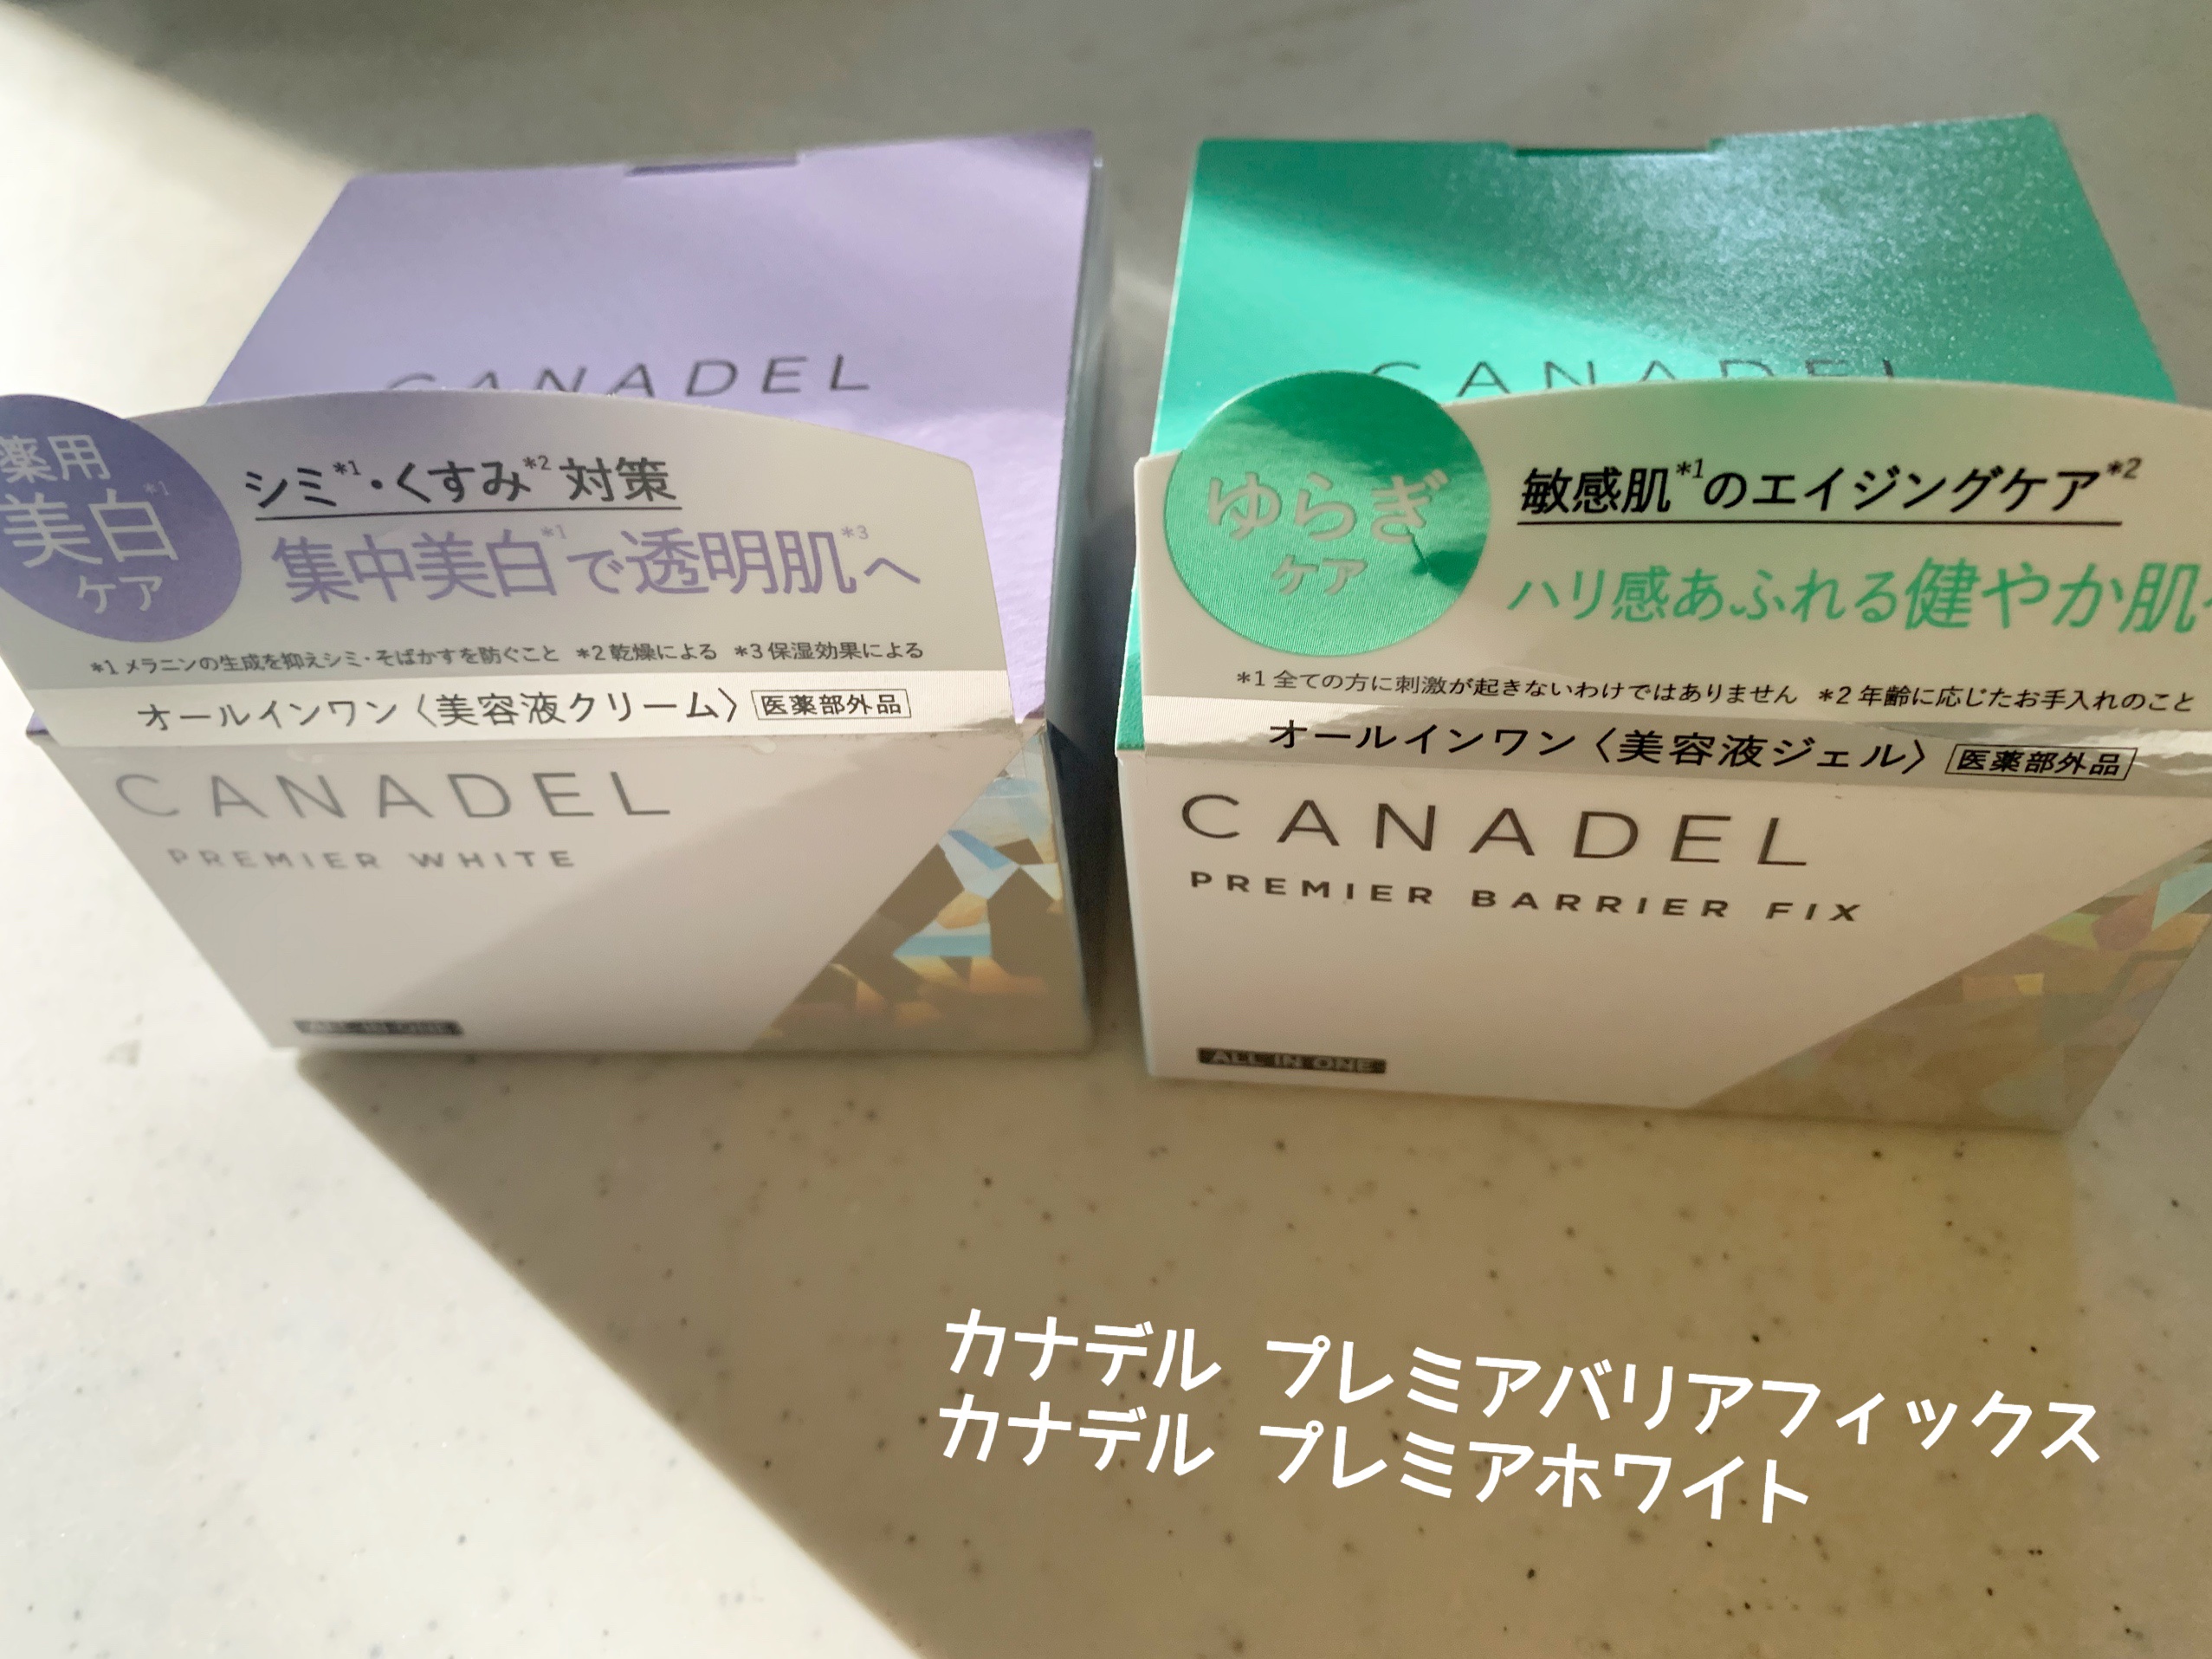 CANADEL
薬用
美白*1
ケア
シミ*1・くすみ*2対策
集中美白*1で透明肌*3へ
*1 メラニンの生成を抑えシミ・そばかすを防ぐこと *2 乾燥による *3 保湿効果による
オールインワン〈美容液クリーム〉 医薬部外品
CANADEL
PREMIER WHITE
ALL IN ONE
CANADEL
ゆらぎ
ケア
敏感肌*1のエイジングケア*2
ハリ感あふれる健やか肌へ
*1 全ての方に刺激が起きないわけではありません *2 年齢に応じたお手入れのこと
オールインワン〈美容液ジェル〉 医薬部外品
CANADEL
PREMIER BARRIER FIX
ALL IN ONE
カナデル プレミアバリアフィックス
カナデル プレミアホワイト